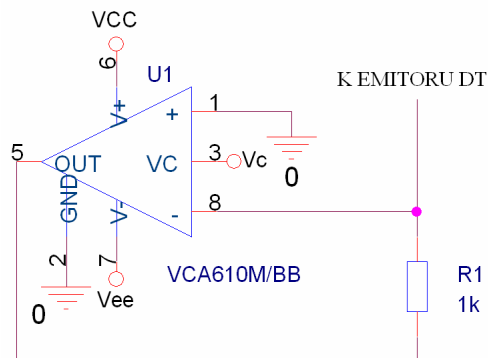 VCC
U1
K EMITORU DT
6
V+
1
+
5
OUT
VC
3
Vc
0
GND
V-
-
8
2
7
VCA610M/BB
R1
1k
Vee
0